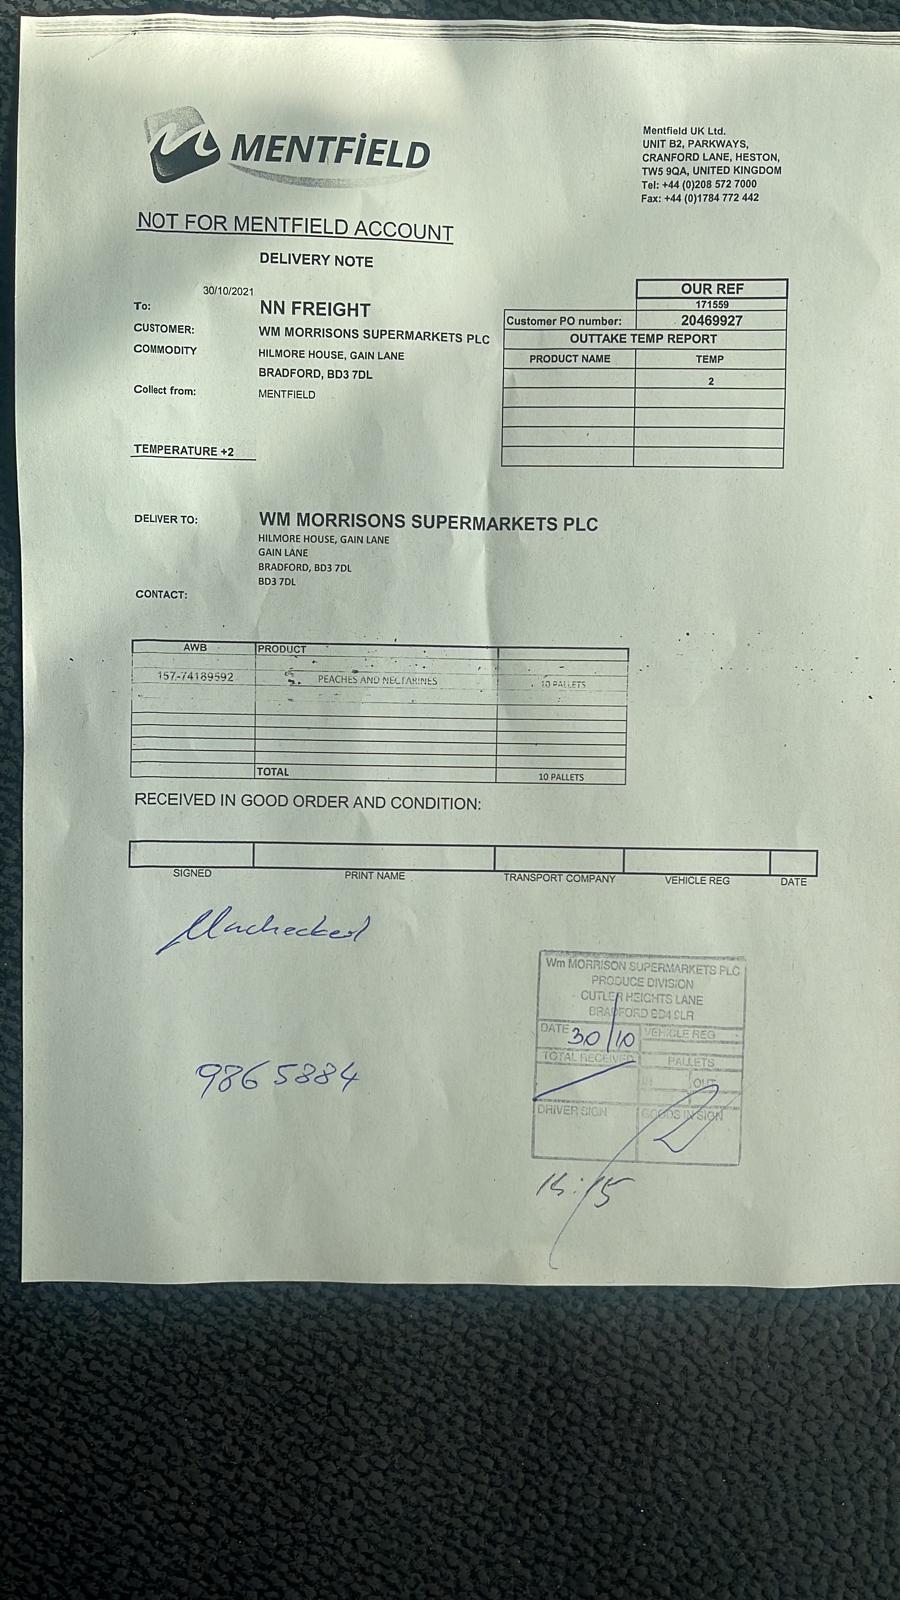 MENTFiELD
Mentfield UK Ltd.
UNIT B2, PARKWAYS,
CRANFORD LANE, HESTON,
TW5 9QA, UNITED KINGDOM
Tel: +44 (0)208 572 7000
Fax: +44 (0)1784 772 442
NOT FOR MENTFIELD ACCOUNT
DELIVERY NOTE
30/10/2021
To: NN FREIGHT
CUSTOMER: WM MORRISONS SUPERMARKETS PLC
COMMODITY HILMORE HOUSE, GAIN LANE
BRADFORD, BD3 7DL
Collect from: MENTFIELD
TEMPERATURE +2
OUR REF
171559
Customer PO number: 20469927
OUTTAKE TEMP REPORT
PRODUCT NAME TEMP
2
DELIVER TO: WM MORRISONS SUPERMARKETS PLC
HILMORE HOUSE, GAIN LANE
GAIN LANE
BRADFORD, BD3 7DL
BD3 7DL
CONTACT:
AWB PRODUCT
157-74189592 PEACHES AND NECTARINES 10 PALLETS
TOTAL 10 PALLETS
RECEIVED IN GOOD ORDER AND CONDITION:
SIGNED PRINT NAME TRANSPORT COMPANY VEHICLE REG DATE
Unchecked
9865884
Wm MORRISON SUPERMARKETS PLC
PRODUCE DIVISION
CUTLER HEIGHTS LANE
BRADFORD BD4 9LR
DATE 30/10 VEHICLE REG
TOTAL RECEIVED PALLETS
IN OUT
DRIVER SIGN GOODS IN SIGN